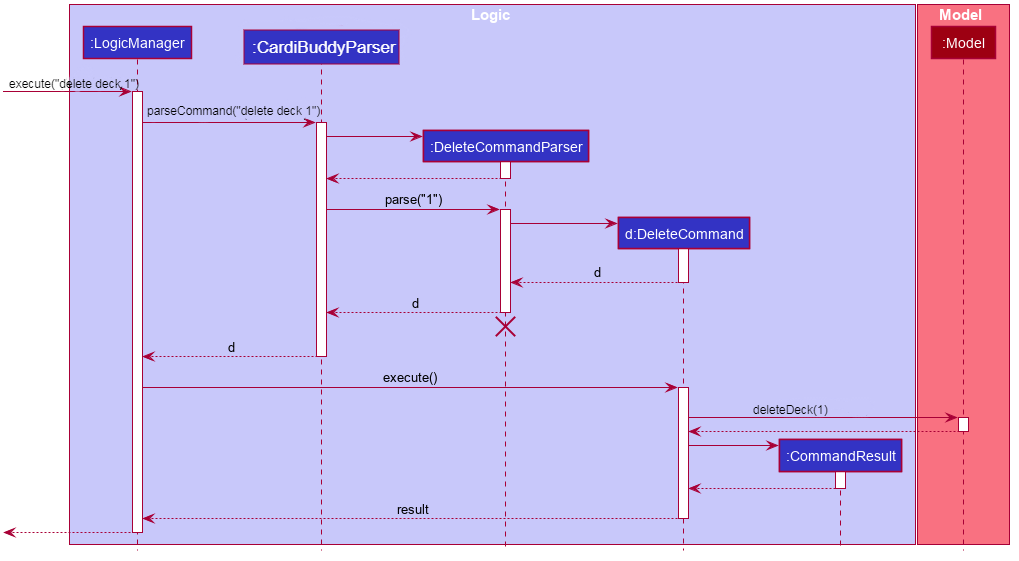 Logic
Model
:LogicManager
:CardiBuddyParser
:Model
execute("delete deck 1")
parseCommand("delete deck 1")
:DeleteCommandParser
parse("1")
d:DeleteCommand
d
d
d
execute()
deleteDeck(1)
:CommandResult
result